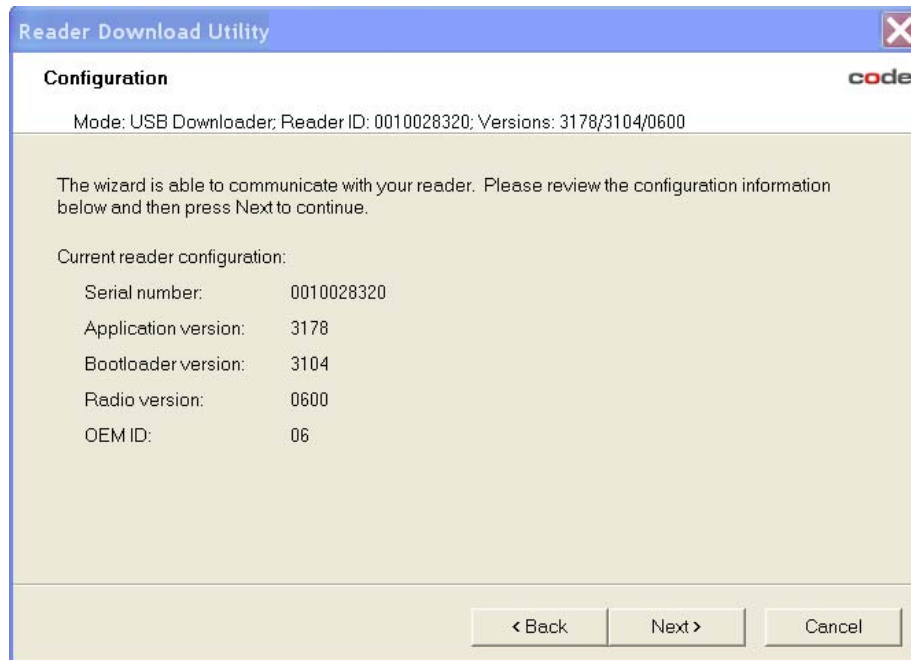 Reader Download Utility
Configuration
code
Mode: USB Downloader; Reader ID: 0010028320; Versions: 3178/3104/0600
The wizard is able to communicate with your reader. Please review the configuration information
below and then press Next to continue.
Current reader configuration:
Serial number: 0010028320
Application version: 3178
Bootloader version: 3104
Radio version: 0600
OEM ID: 06
< Back Next > Cancel